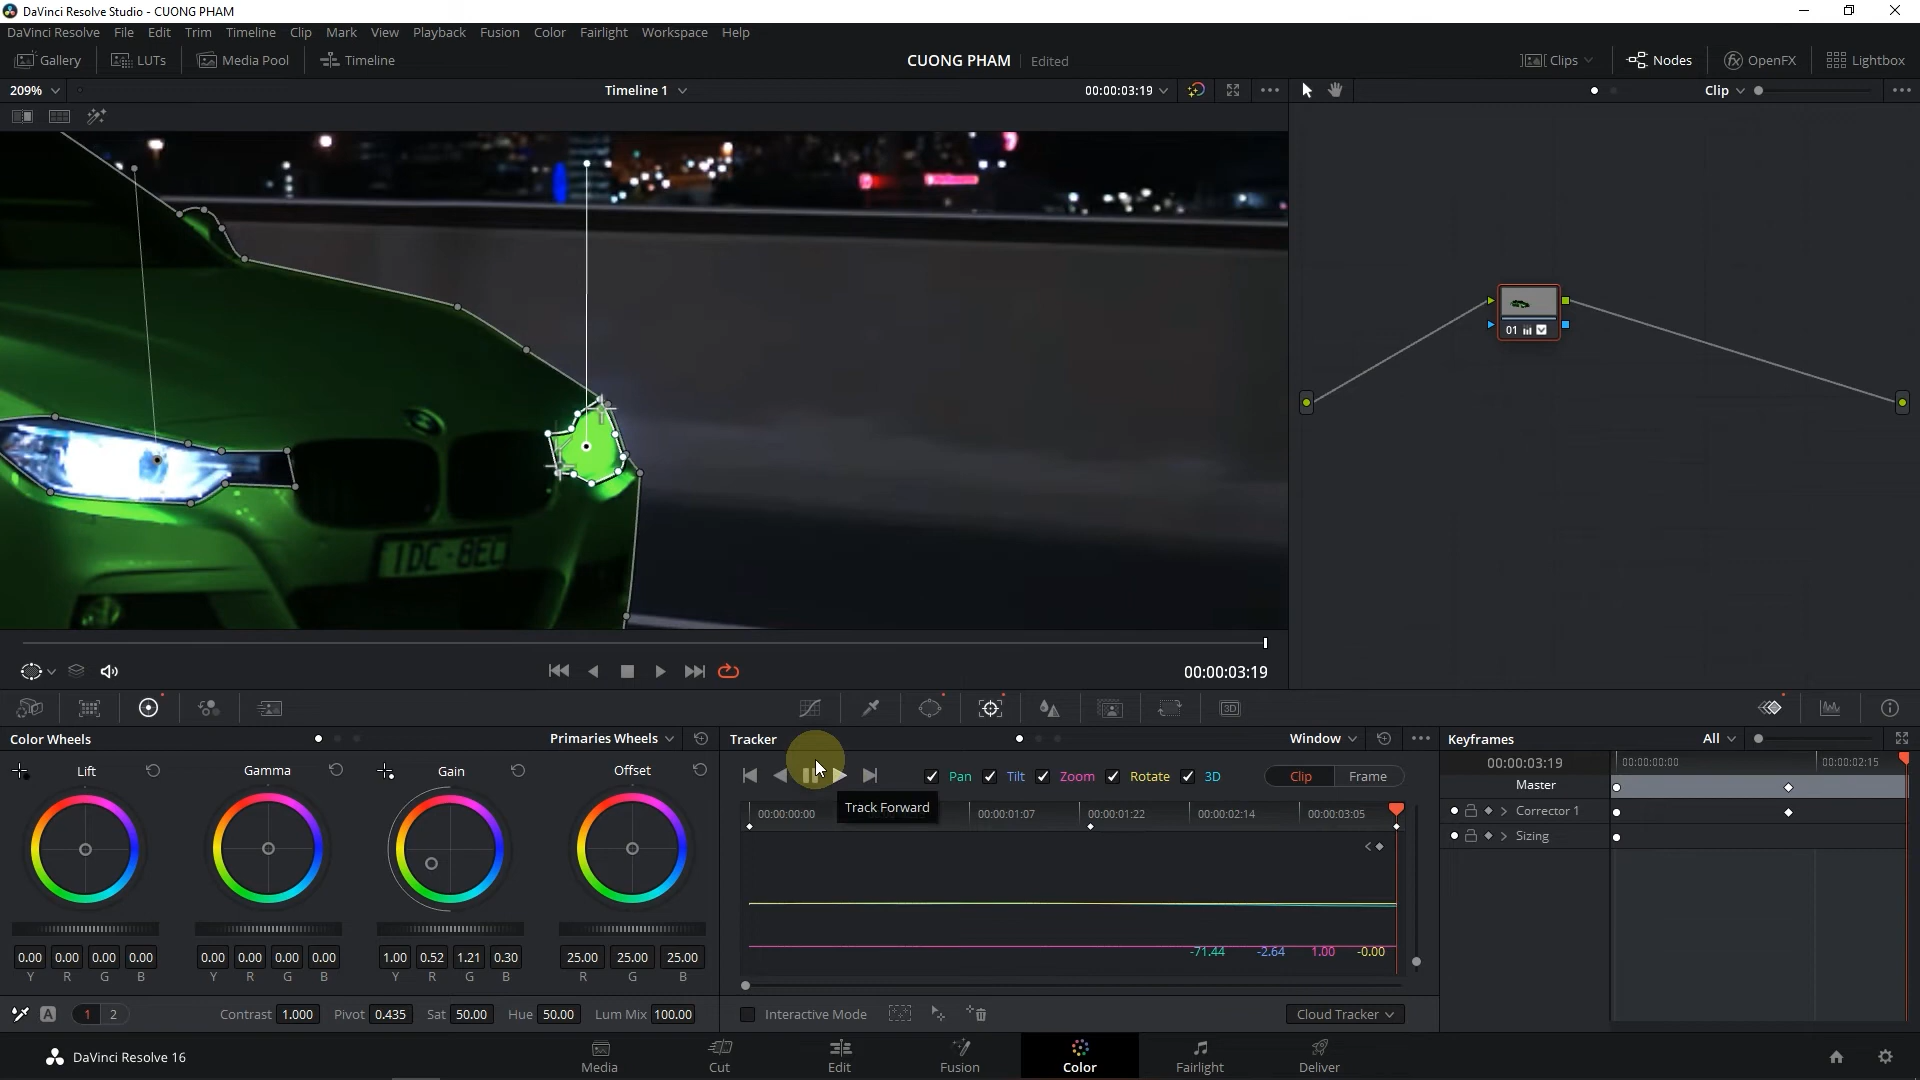 DaVinci Resolve Studio - CUONG PHAM
DaVinci Resolve File Edit Trim Timeline Clip Mark View Playback Fusion Color Fairlight Workspace Help
Gallery LUTs Media Pool Timeline CUONG PHAM Edited Clips Nodes OpenFX Lightbox
209% Timeline 1 00:00:03:19 Clip
01
00:00:03:19
Color Wheels Primaries Wheels Tracker Window Keyframes All
Lift Gamma Gain Offset
Pan Tilt Zoom Rotate 3D Clip Frame
Track Forward
00:00:03:19 00:00:00:00 00:00:02:15
Master
Corrector 1
Sizing
00:00:00:00 00:00:01:07 00:00:01:22 00:00:02:14 00:00:03:05
-71.44 -2.64 1.00 -0.00
0.00 0.00 0.00 0.00 0.00 0.00 0.00 0.00 1.00 0.52 1.21 0.30 25.00 25.00 25.00
Y R G B Y R G B Y R G B R G B
A 1 2 Contrast 1.000 Pivot 0.435 Sat 50.00 Hue 50.00 Lum Mix 100.00
Interactive Mode Cloud Tracker
DaVinci Resolve 16
Media Cut Edit Fusion Color Fairlight Deliver